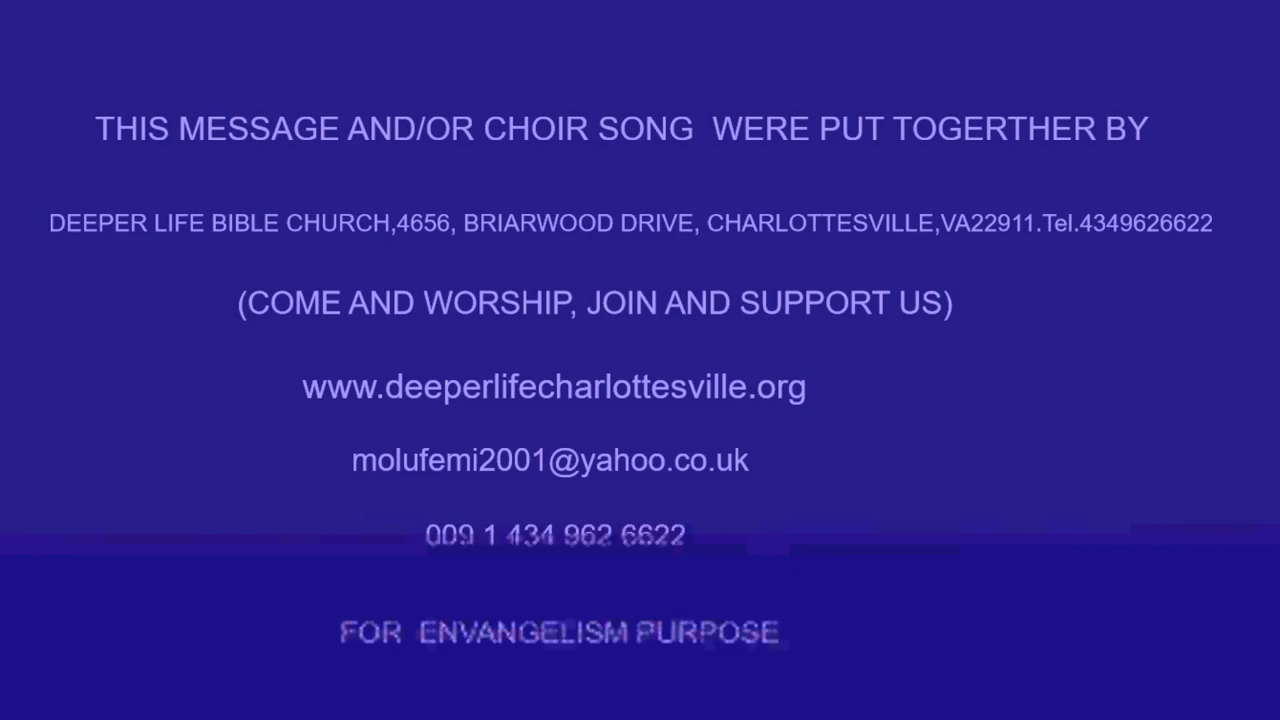 THIS MESSAGE AND/OR CHOIR SONG  WERE PUT TOGERTHER BY
DEEPER LIFE BIBLE CHURCH,4656, BRIARWOOD DRIVE, CHARLOTTESVILLE,VA22911.Tel.4349626622
(COME AND WORSHIP, JOIN AND SUPPORT US)
www.deeperlifecharlottesville.org
molufemi2001@yahoo.co.uk
009 1 434 962 6622
FOR  ENVANGELISM PURPOSE